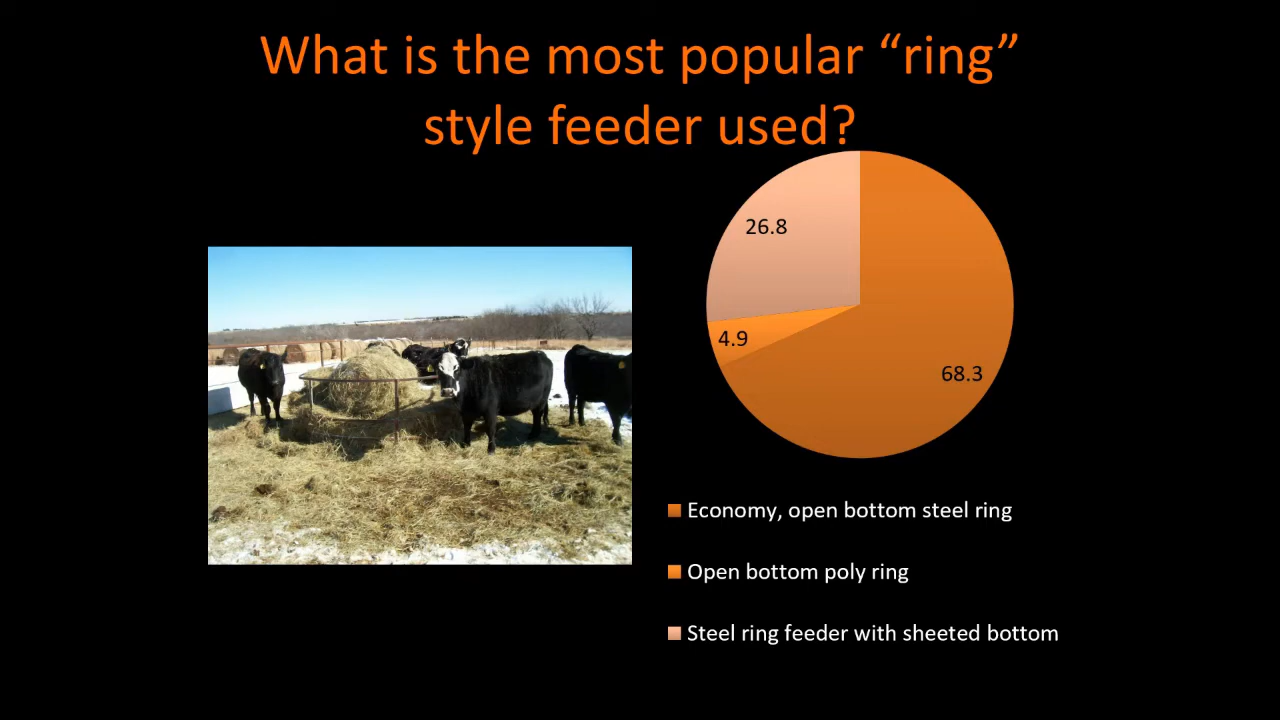 What is the most popular “ring”
style feeder used?
26.8
4.9
68.3
Economy, open bottom steel ring
Open bottom poly ring
Steel ring feeder with sheeted bottom